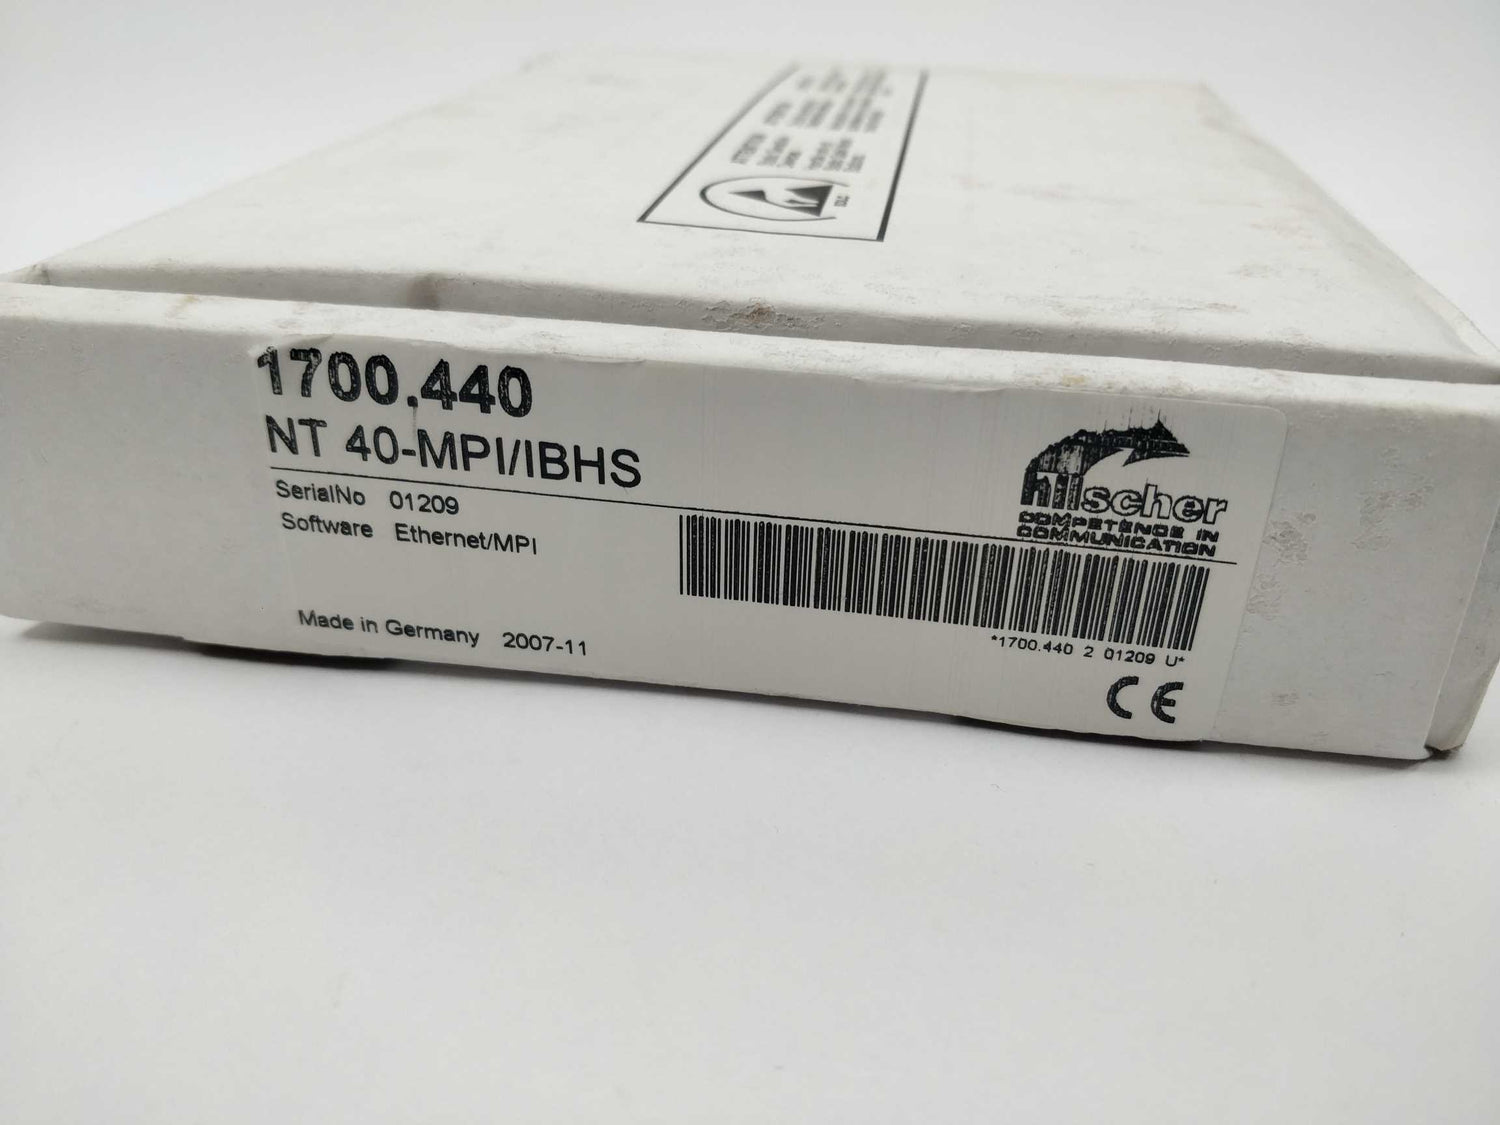 1700.440
NT 40-MPI/IBHS
SerialNo 01209
Software Ethernet/MPI
Made in Germany 2007-11
hilscher
COMPETENCE IN
COMMUNICATION
*1700.440 2 01209 U*
CE